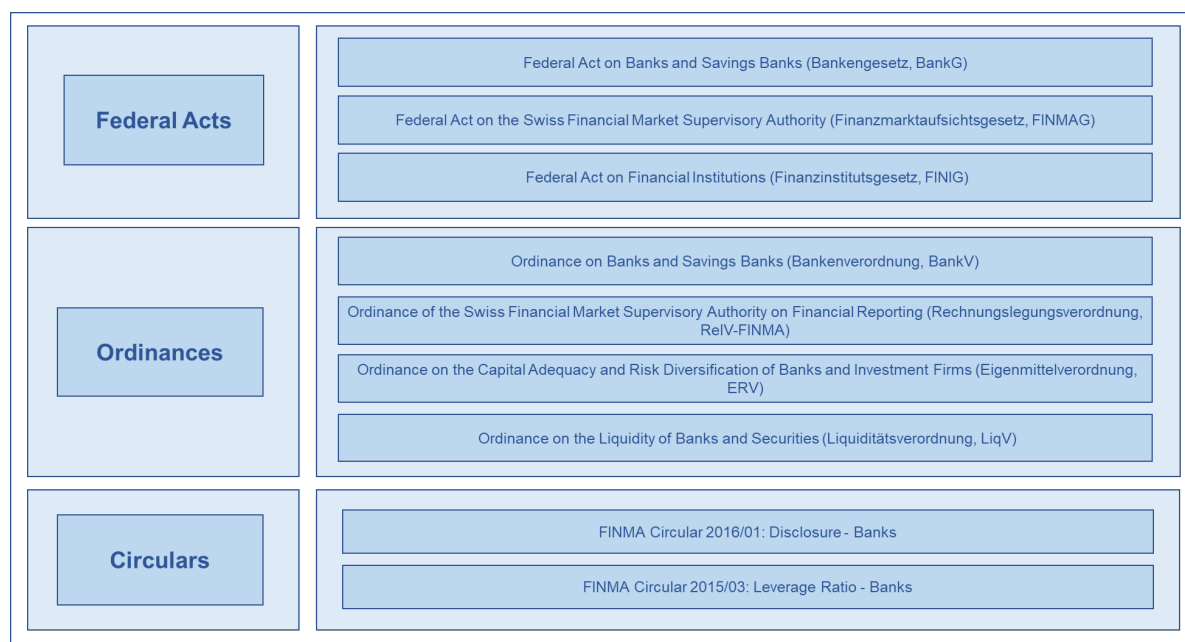 Federal Acts
Federal Act on Banks and Savings Banks (Bankengesetz, BankG)
Federal Act on the Swiss Financial Market Supervisory Authority (Finanzmarktaufsichtsgesetz, FINMAG)
Federal Act on Financial Institutions (Finanzinstitutsgesetz, FINIG)
Ordinances
Ordinance on Banks and Savings Banks (Bankenverordnung, BankV)
Ordinance of the Swiss Financial Market Supervisory Authority on Financial Reporting (Rechnungslegungsverordnung,
RelV-FINMA)
Ordinance on the Capital Adequacy and Risk Diversification of Banks and Investment Firms (Eigenmittelverordnung,
ERV)
Ordinance on the Liquidity of Banks and Securities (Liquiditätsverordnung, LiqV)
Circulars
FINMA Circular 2016/01: Disclosure - Banks
FINMA Circular 2015/03: Leverage Ratio - Banks